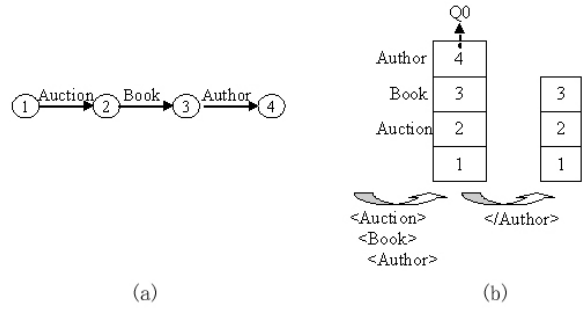 Q0
Author 4
Book 3 3
Auction 2 2
1 1
Auction Book Author
1 2 3 4
<Auction> </Author>
<Book>
<Author>
(a) (b)